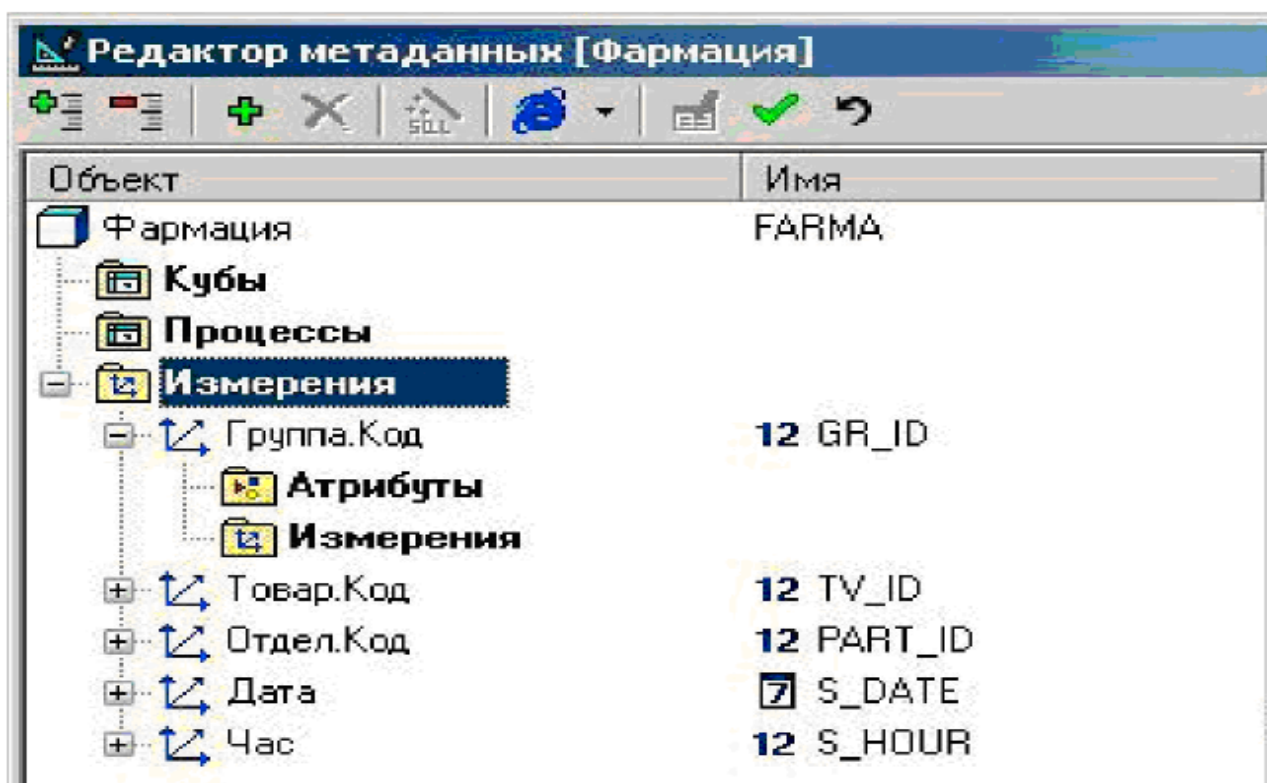 Редактор метаданных [Фармация]
SQLL
Объект Имя
Фармация FARMA
Кубы
Процессы
Измерения
Группа.Код 12 GR_ID
Атрибуты
Измерения
Товар.Код 12 TV_ID
Отдел.Код 12 PART_ID
Дата 7 S_DATE
Час 12 S_HOUR